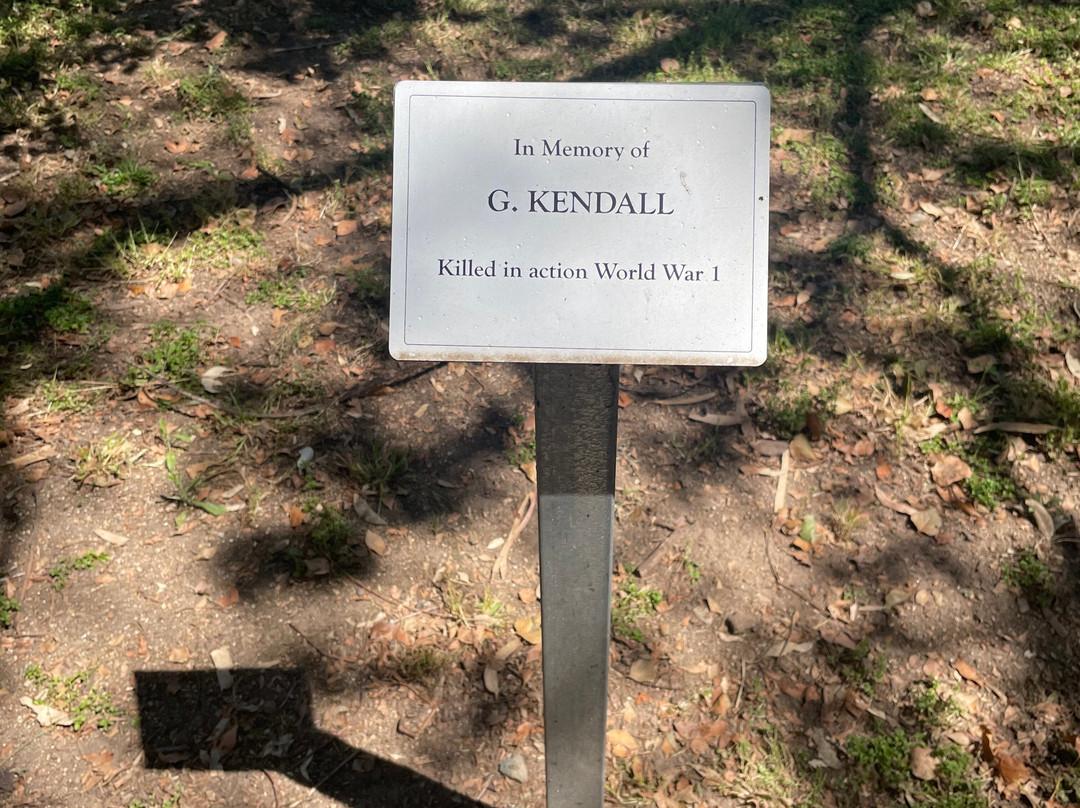 In Memory of
G. KENDALL
Killed in action World War 1